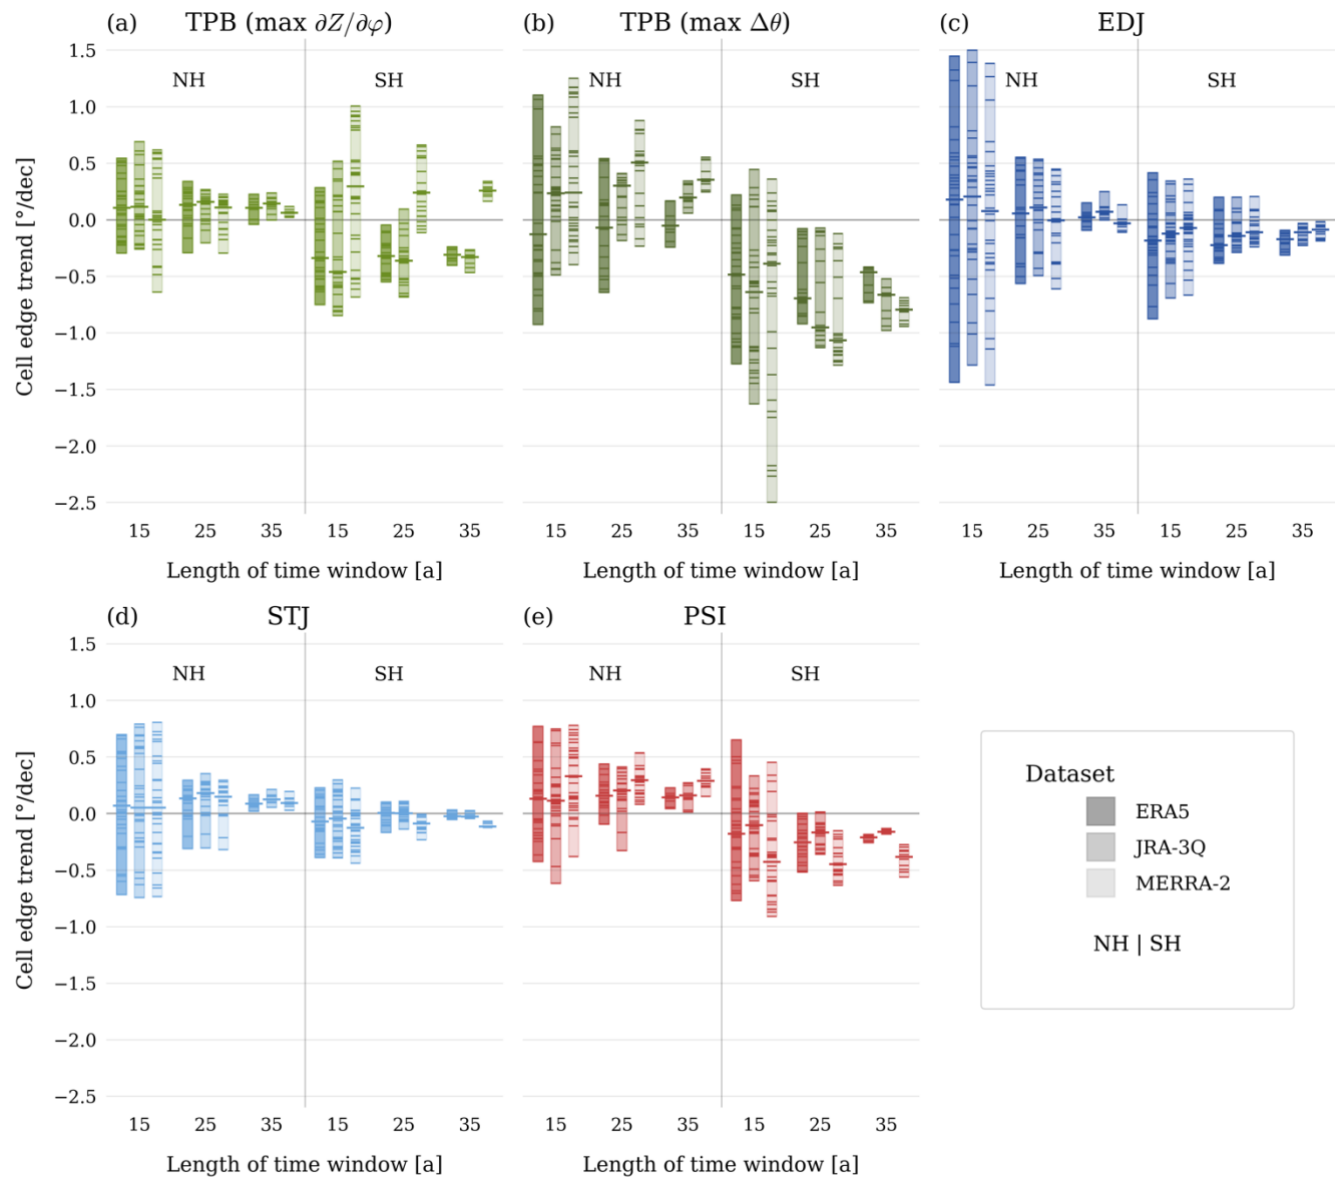 (a) TPB (max ∂Z/∂φ)
(b) TPB (max Δθ)
(c) EDJ
Cell edge trend [°/dec]
1.5
1.0
0.5
0.0
−0.5
−1.0
−1.5
−2.0
−2.5
NH SH
NH SH
NH SH
15 25 35 15 25 35
15 25 35 15 25 35
15 25 35 15 25 35
Length of time window [a]
Length of time window [a]
Length of time window [a]
(d) STJ
(e) PSI
Cell edge trend [°/dec]
1.5
1.0
0.5
0.0
−0.5
−1.0
−1.5
−2.0
−2.5
NH SH
NH SH
15 25 35 15 25 35
15 25 35 15 25 35
Length of time window [a]
Length of time window [a]
Dataset
ERA5
JRA-3Q
MERRA-2
NH | SH